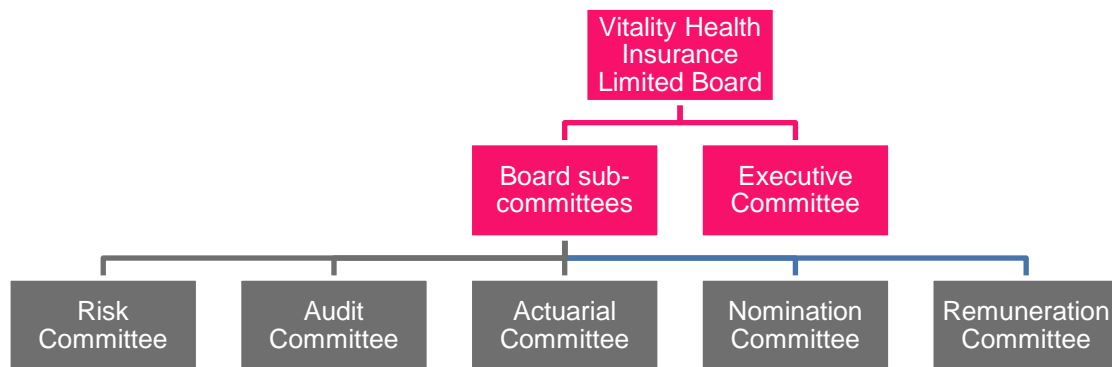 Vitality Health
Insurance
Limited Board
Board sub-
committees
Executive
Committee
Risk
Committee
Audit
Committee
Actuarial
Committee
Nomination
Committee
Remuneration
Committee